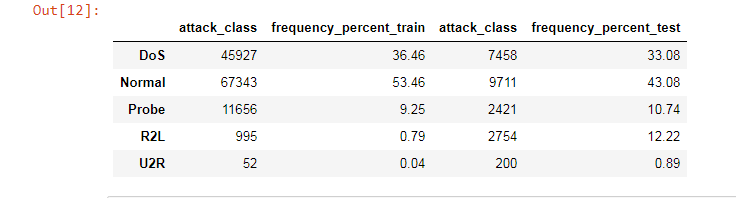 Out[12]:
attack_class frequency_percent_train attack_class frequency_percent_test
DoS 45927 36.46 7458 33.08
Normal 67343 53.46 9711 43.08
Probe 11656 9.25 2421 10.74
R2L 995 0.79 2754 12.22
U2R 52 0.04 200 0.89